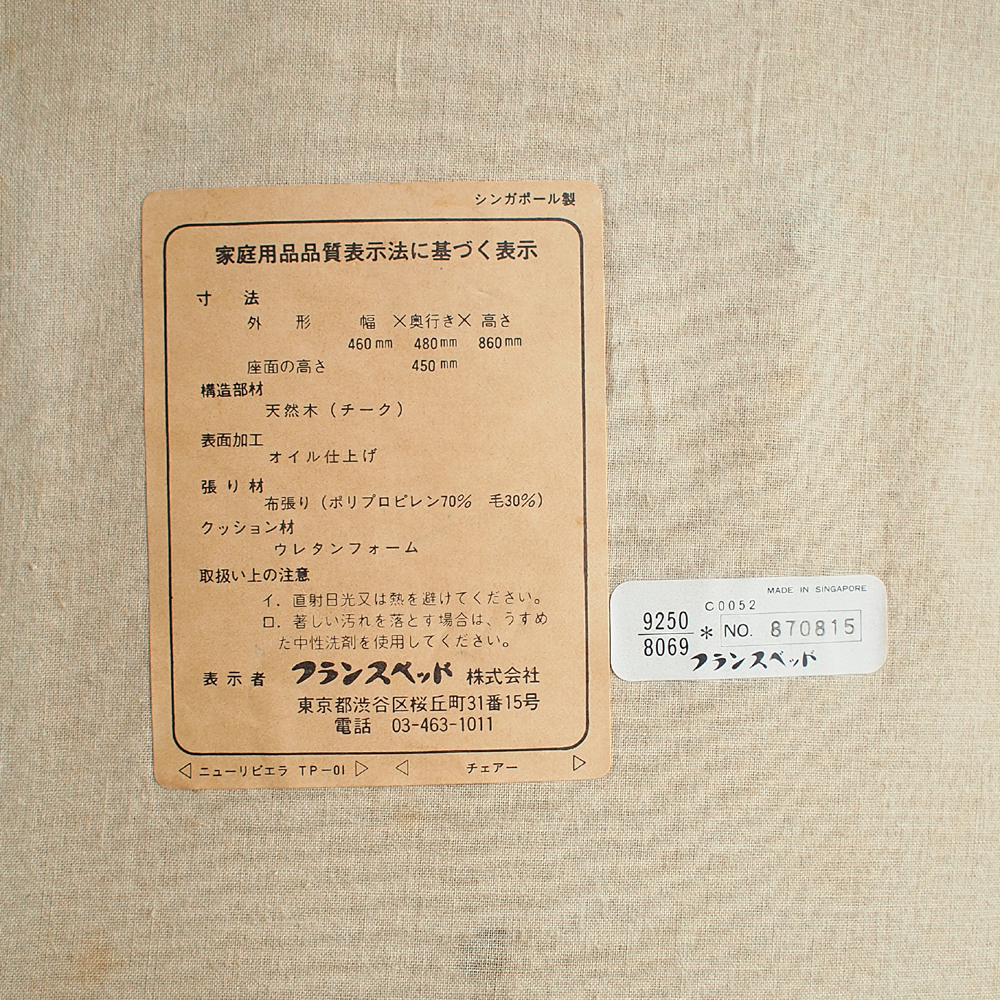 シンガポール製
家庭用品品質表示法に基づく表示
寸 法
外 形 幅 ×奥行き× 高さ
460mm 480mm 860mm
座面の高さ 450mm
構造部材
天然木(チーク)
表面加工
オイル仕上げ
張り材
布張り(ポリプロピレン70% 毛30%)
クッション材
ウレタンフォーム
取扱い上の注意
イ.直射日光又は熱を避けてください。
ロ.著しい汚れを落とす場合は、うすめ
た中性洗剤を使用してください。
表示者 フランスベッド 株式会社
東京都渋谷区桜丘町31番15号
電話 03-463-1011
◁ ニューリビエラ TP-01 ▷ ◁ チェアー ▷
MADE IN SINGAPORE
C0052
9250
8069 * NO. 870815
フランスベッド